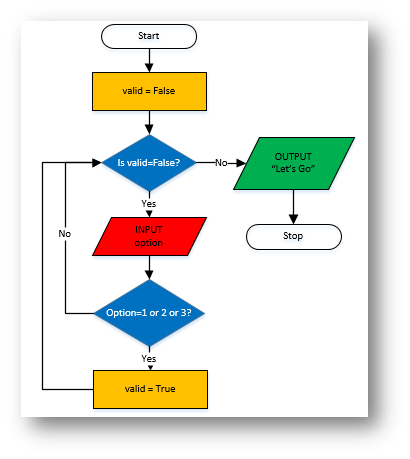 Start
valid = False
Is valid=False?
No
OUTPUT
“Let’s Go”
Yes
INPUT
option
Stop
No
Option=1 or 2 or 3?
Yes
valid = True